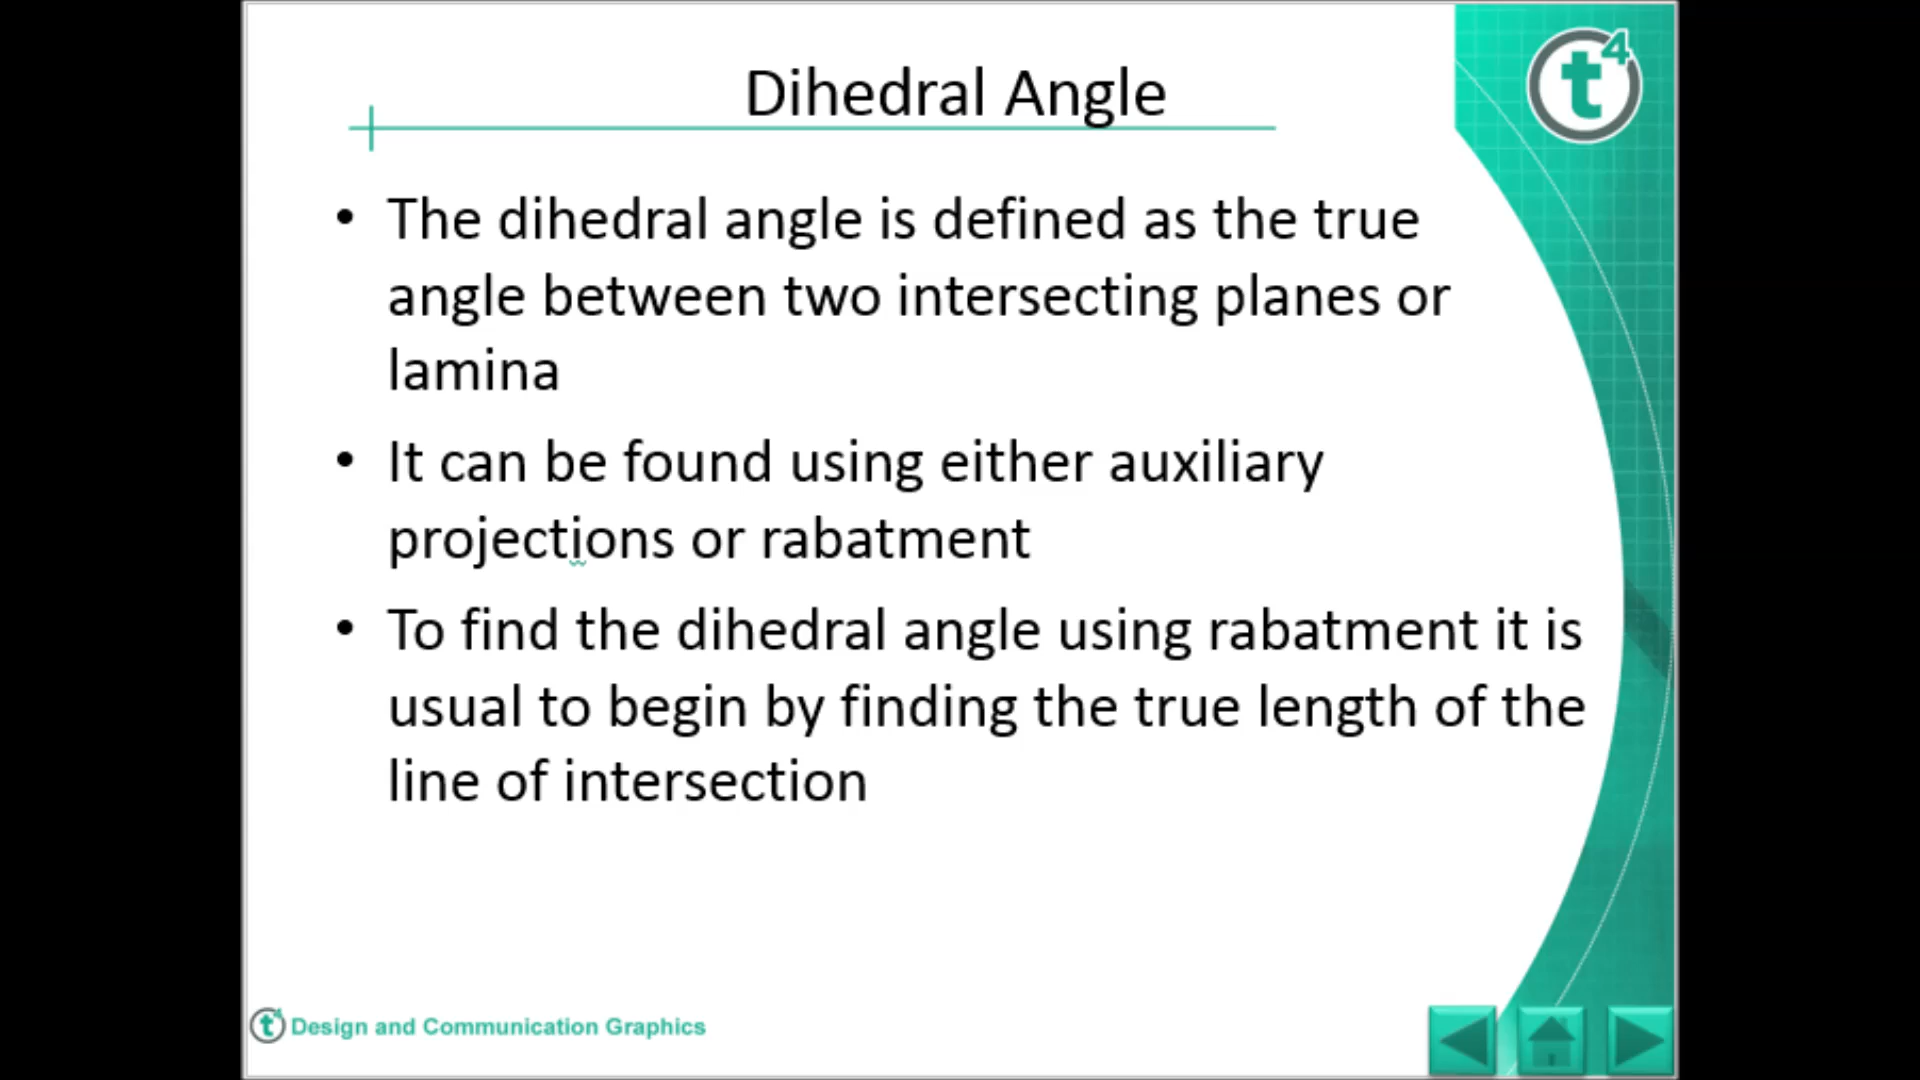 Dihedral Angle
t4
• The dihedral angle is defined as the true
angle between two intersecting planes or
lamina
• It can be found using either auxiliary
projections or rabatment
• To find the dihedral angle using rabatment it is
usual to begin by finding the true length of the
line of intersection
t4 Design and Communication Graphics